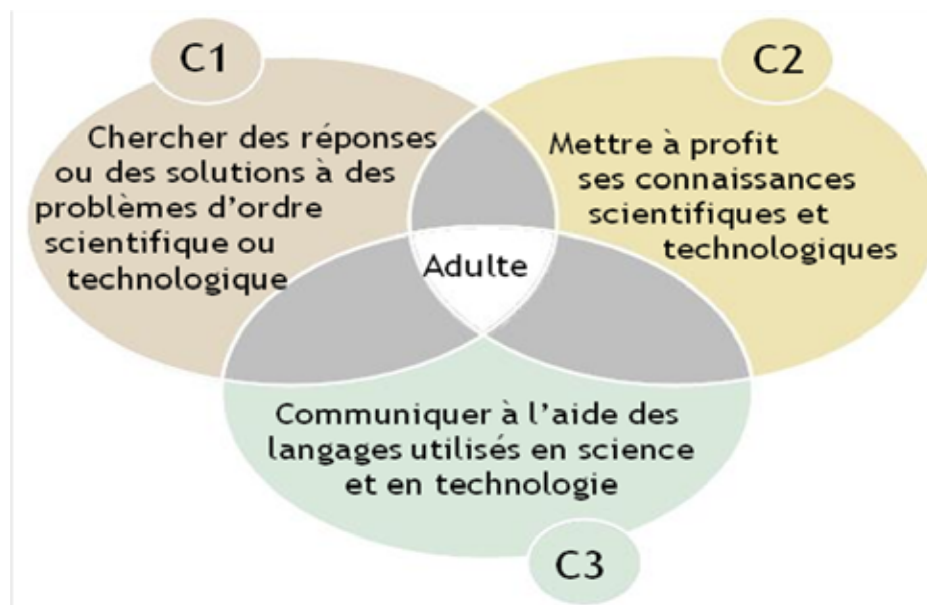 C1
Chercher des réponses
ou des solutions à des
problèmes d'ordre
scientifique ou
technologique
C2
Mettre à profit
ses connaissances
scientifiques et
technologiques
Adulte
Communiquer à l'aide des
langages utilisés en science
et en technologie
C3